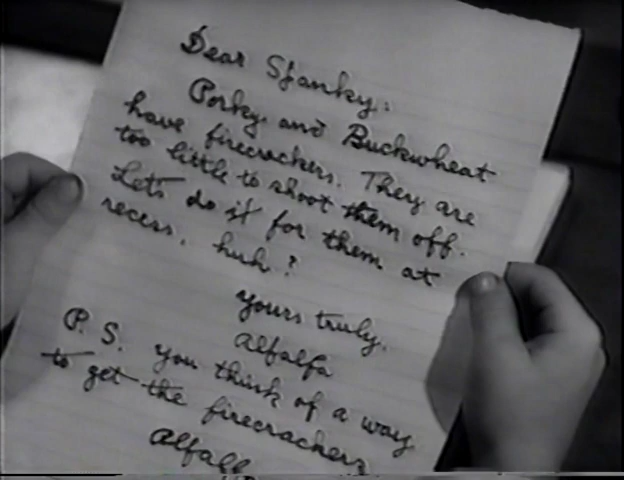 Dear Spanky:
Porky and Buckwheat
have firecrackers. They are
too little to shoot them off.
Let's do it for them at
recess, huh?
yours truly,
Alfalfa
P. S. you think of a way
to get the firecrackers